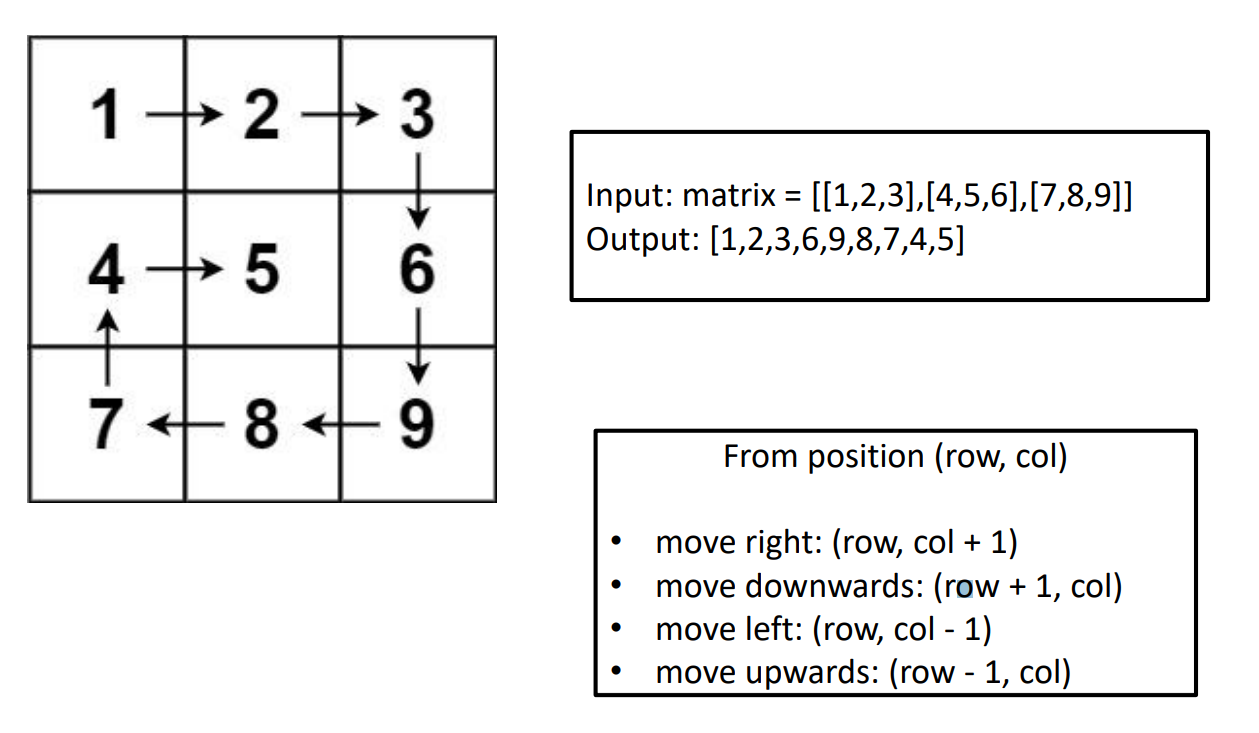 1 2 3
4 5 6
7 8 9
Input: matrix = [[1,2,3],[4,5,6],[7,8,9]]
Output: [1,2,3,6,9,8,7,4,5]
From position (row, col)
• move right: (row, col + 1)
• move downwards: (row + 1, col)
• move left: (row, col - 1)
• move upwards: (row - 1, col)